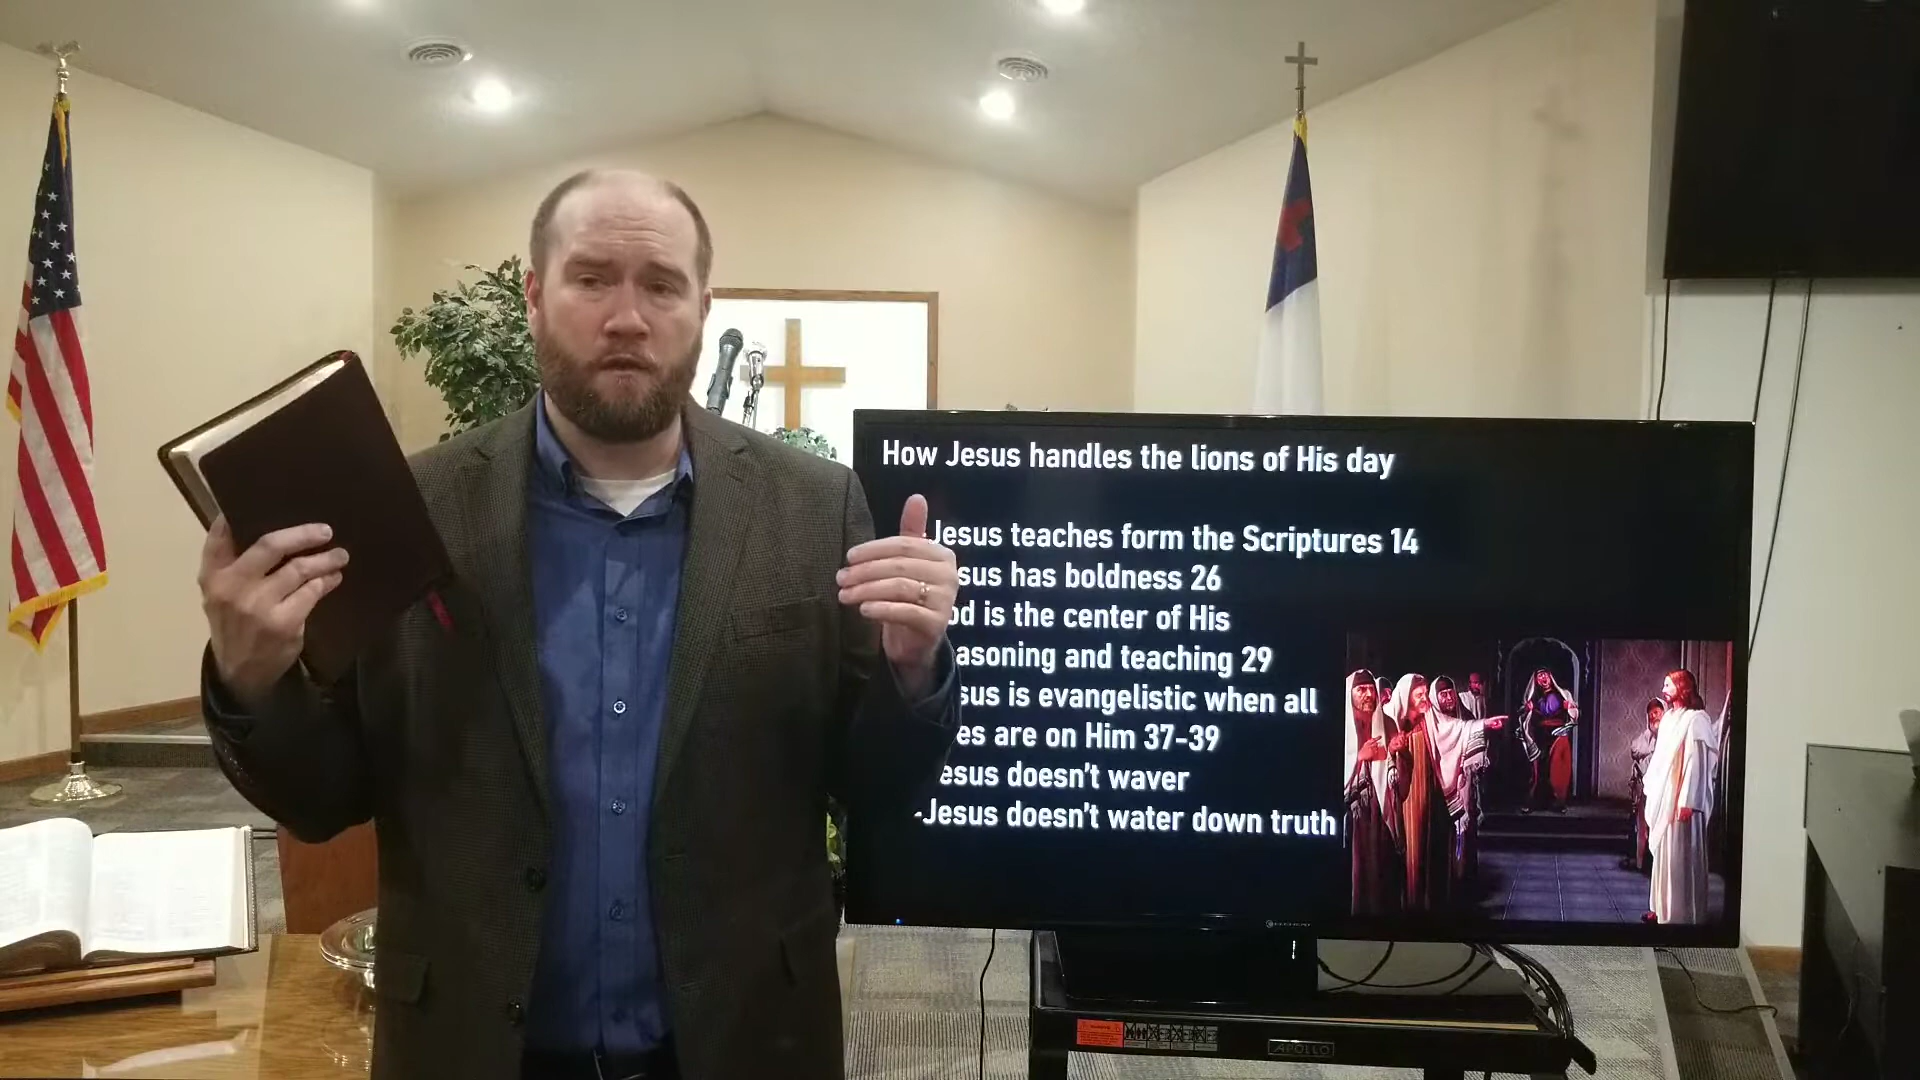 How Jesus handles the lions of His day
-Jesus teaches form the Scriptures 14
sus has boldness 26
od is the center of His
asoning and teaching 29
sus is evangelistic when all
es are on Him 37-39
esus doesn't waver
-Jesus doesn't water down truth
APOLLO